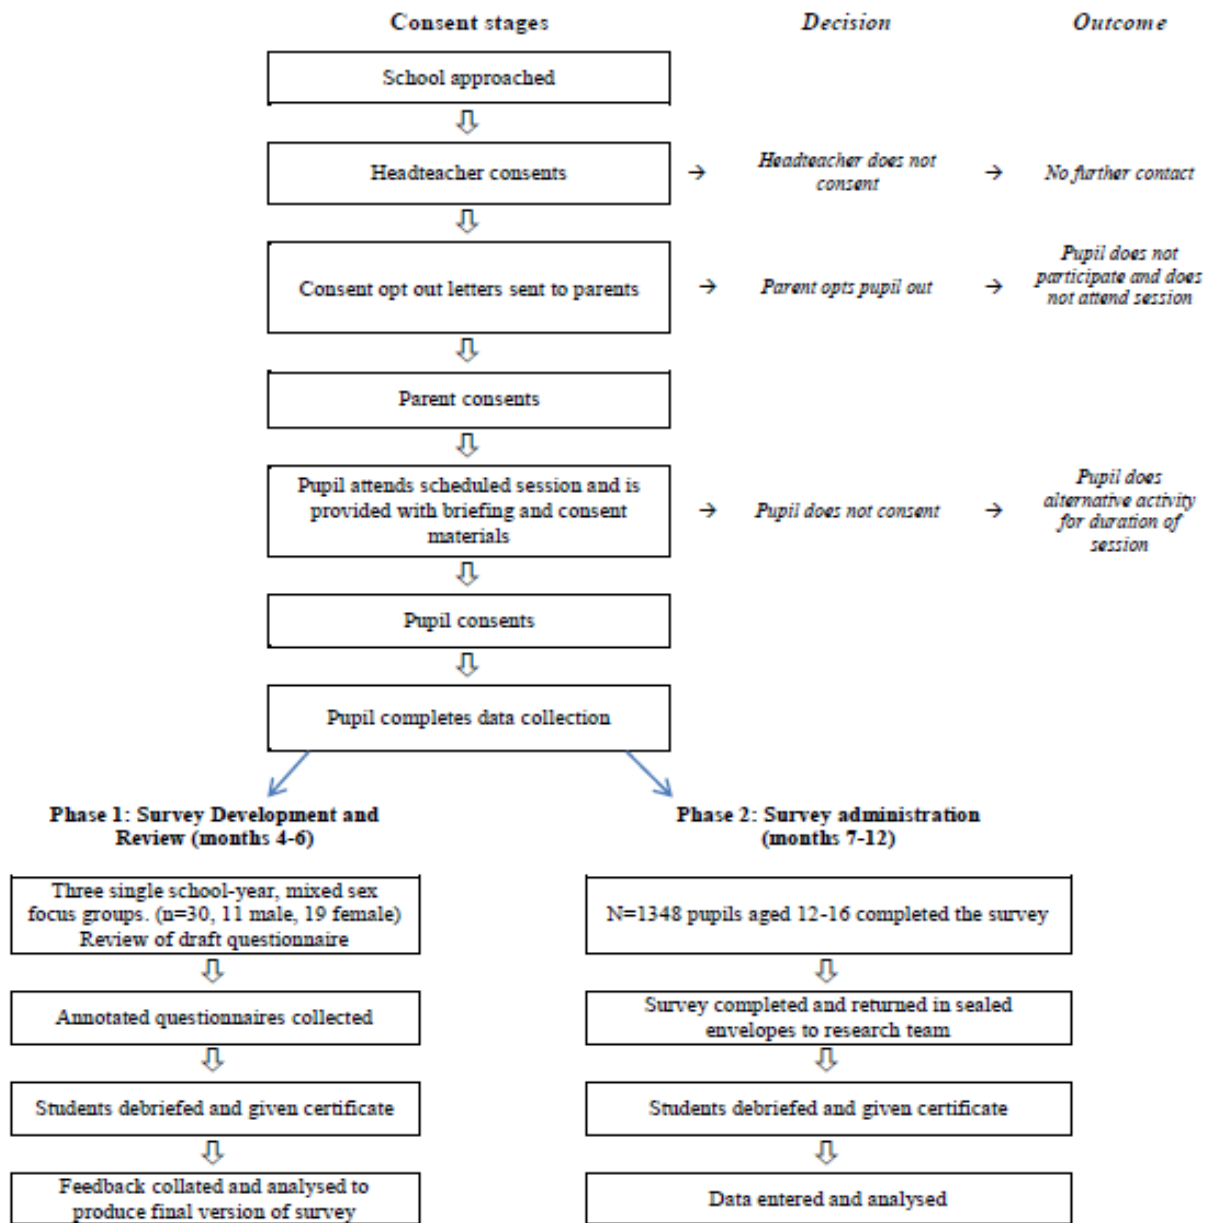 Consent stages
Decision
Outcome
School approached
Headteacher consents
→
Headteacher does not
consent
→
No further contact
Consent opt out letters sent to parents
→
Parent opts pupil out
→
Pupil does not
participate and does
not attend session
Parent consents
Pupil attends scheduled session and is
provided with briefing and consent
materials
→
Pupil does not consent
→
Pupil does
alternative activity
for duration of
session
Pupil consents
Pupil completes data collection
Phase 1: Survey Development and
Review (months 4-6)
Three single school-year, mixed sex
focus groups. (n=30, 11 male, 19 female)
Review of draft questionnaire
Annotated questionnaires collected
Students debriefed and given certificate
Feedback collated and analysed to
produce final version of survey
Phase 2: Survey administration
(months 7-12)
N=1348 pupils aged 12-16 completed the survey
Survey completed and returned in sealed
envelopes to research team
Students debriefed and given certificate
Data entered and analysed